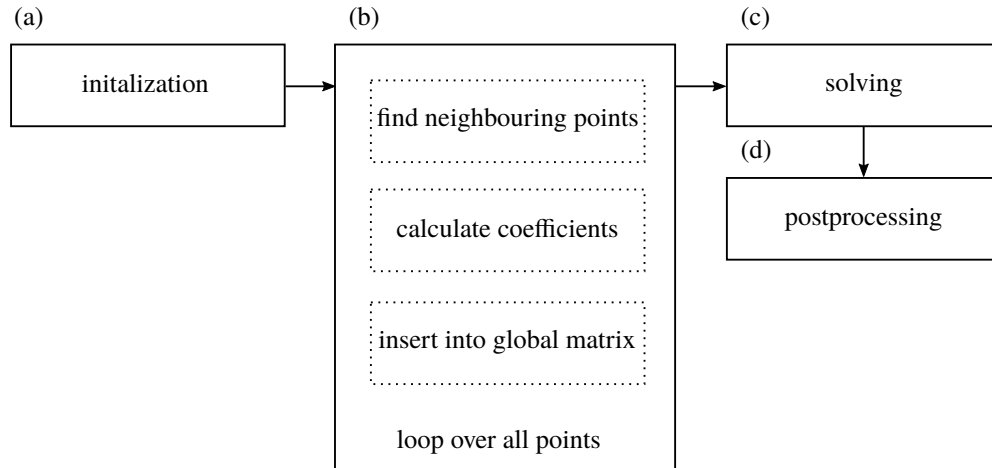 (a)
initalization
(b)
find neighbouring points
calculate coefficients
insert into global matrix
loop over all points
(c)
solving
(d)
postprocessing